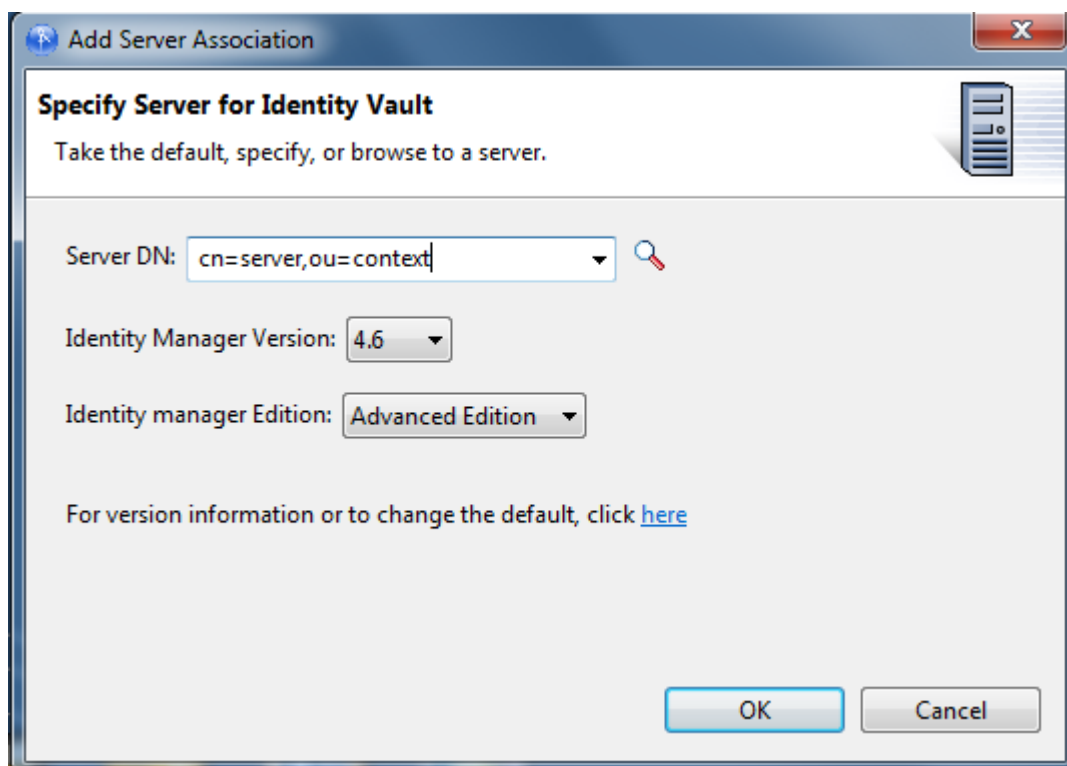 Add Server Association
Specify Server for Identity Vault
Take the default, specify, or browse to a server.
Server DN: cn=server,ou=context
Identity Manager Version: 4.6
Identity manager Edition: Advanced Edition
For version information or to change the default, click here
OK Cancel